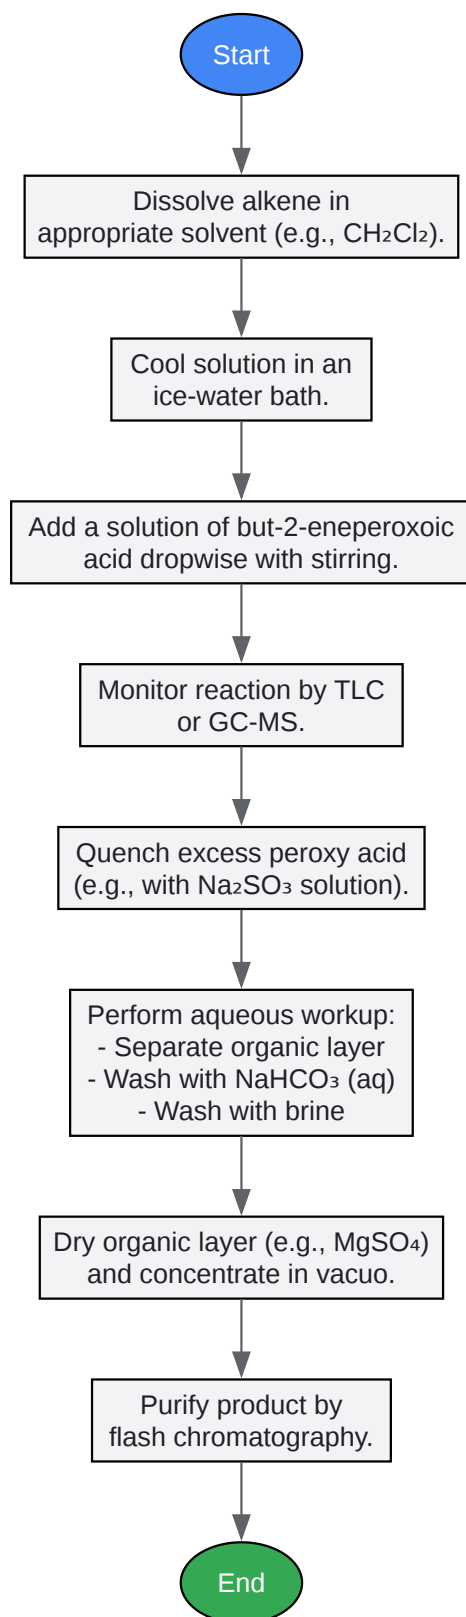 Start
Dissolve alkene in
appropriate solvent (e.g., CH₂Cl₂).
Cool solution in an
ice-water bath.
Add a solution of but-2-eneperoxoic
acid dropwise with stirring.
Monitor reaction by TLC
or GC-MS.
Quench excess peroxy acid
(e.g., with Na₂SO₃ solution).
Perform aqueous workup:
- Separate organic layer
- Wash with NaHCO₃ (aq)
- Wash with brine
Dry organic layer (e.g., MgSO₄)
and concentrate in vacuo.
Purify product by
flash chromatography.
End